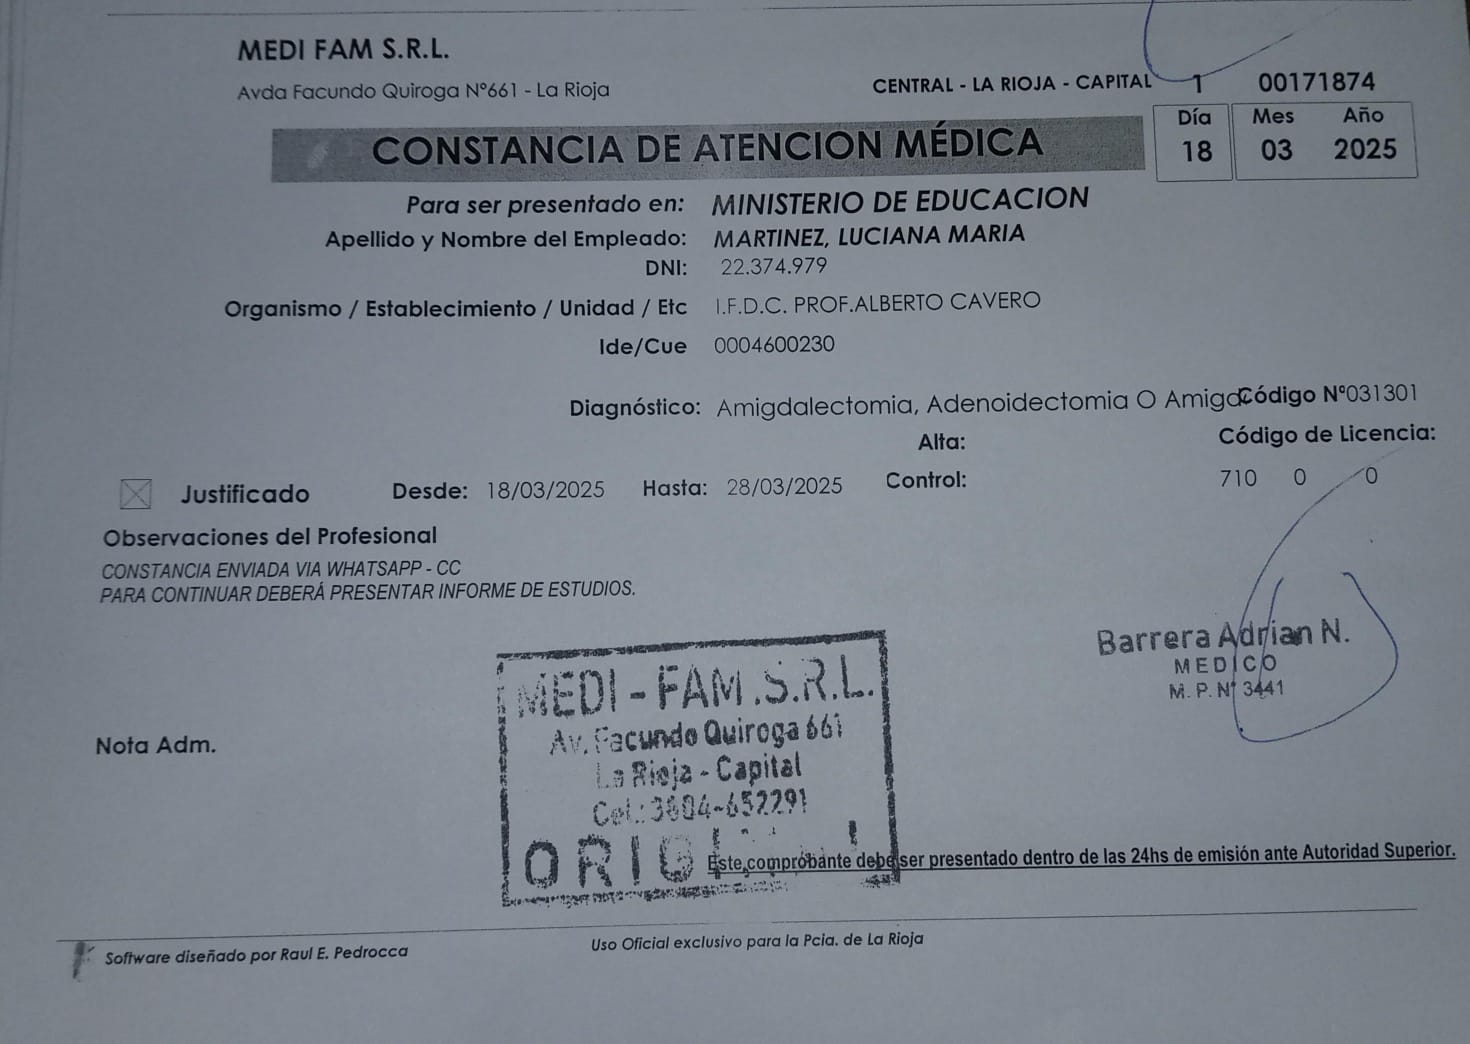 MEDI FAM S.R.L.
Avda Facundo Quiroga Nº661 - La Rioja
CENTRAL - LA RIOJA - CAPITAL 1 00171874
CONSTANCIA DE ATENCION MÉDICA
Día Mes Año
18 03 2025
Para ser presentado en: MINISTERIO DE EDUCACION
Apellido y Nombre del Empleado: MARTINEZ, LUCIANA MARIA
DNI: 22.374.979
Organismo / Establecimiento / Unidad / Etc I.F.D.C. PROF.ALBERTO CAVERO
Ide/Cue 0004600230
Diagnóstico: Amigdalectomia, Adenoidectomia O Amigd Código Nº031301
Alta: Código de Licencia:
Justificado Desde: 18/03/2025 Hasta: 28/03/2025 Control: 710 0 0
Observaciones del Profesional
CONSTANCIA ENVIADA VIA WHATSAPP - CC
PARA CONTINUAR DEBERÁ PRESENTAR INFORME DE ESTUDIOS.
Barrera Adrian N.
MEDICO
M. P. Nº 3441
MEDI - FAM .S.R.L.
Av. Facundo Quiroga 661
La Rioja - Capital
Cel.: 3804-652291
Nota Adm.
Este comprobante debe ser presentado dentro de las 24hs de emisión ante Autoridad Superior.
Software diseñado por Raul E. Pedrocca
Uso Oficial exclusivo para la Pcia. de La Rioja